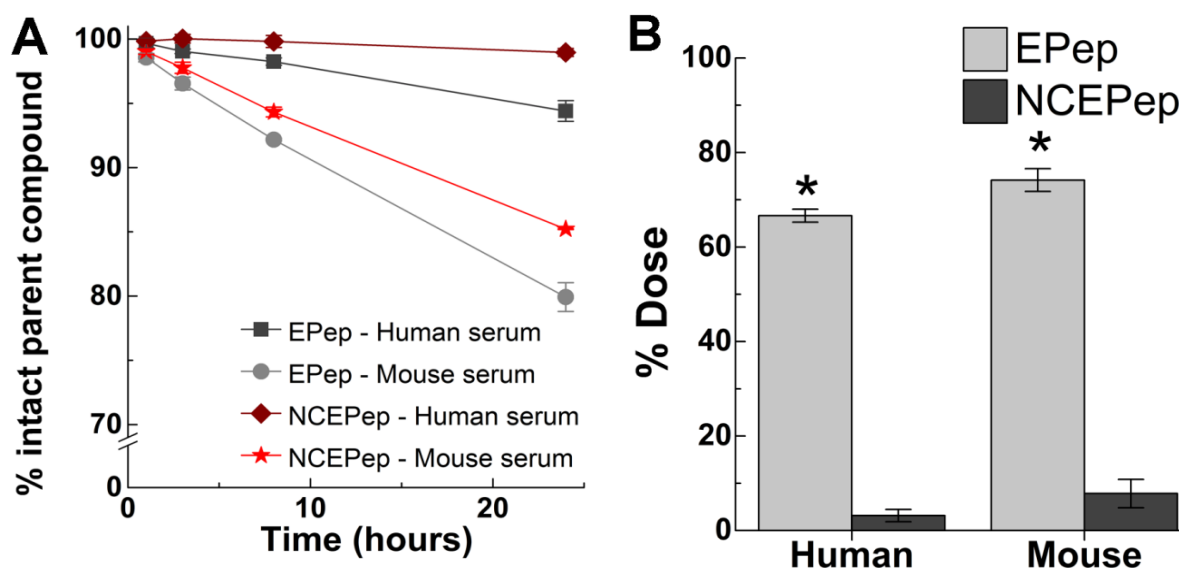 A
% intact parent compound
100
90
80
70
0
0
10
20
Time (hours)
EPep - Human serum
EPep - Mouse serum
NCEPep - Human serum
NCEPep - Mouse serum
B
% Dose
100
80
60
40
20
0
EPep
NCEPep
*
*
Human
Mouse